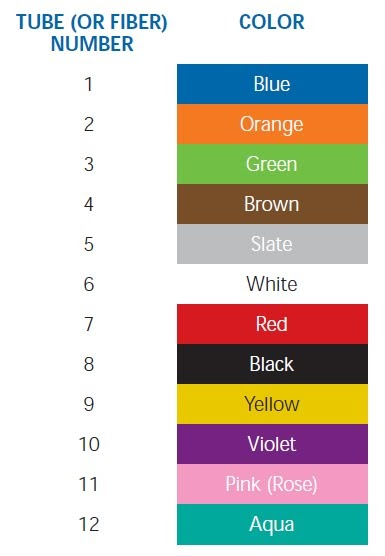 TUBE (OR FIBER) NUMBER COLOR
1 Blue
2 Orange
3 Green
4 Brown
5 Slate
6 White
7 Red
8 Black
9 Yellow
10 Violet
11 Pink (Rose)
12 Aqua